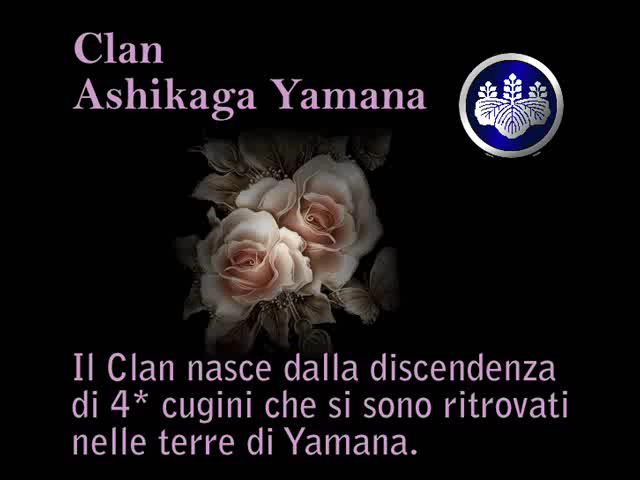 Clan
Ashikaga Yamana
Il Clan nasce dalla discendenza
di 4* cugini che si sono ritrovati
nelle terre di Yamana.